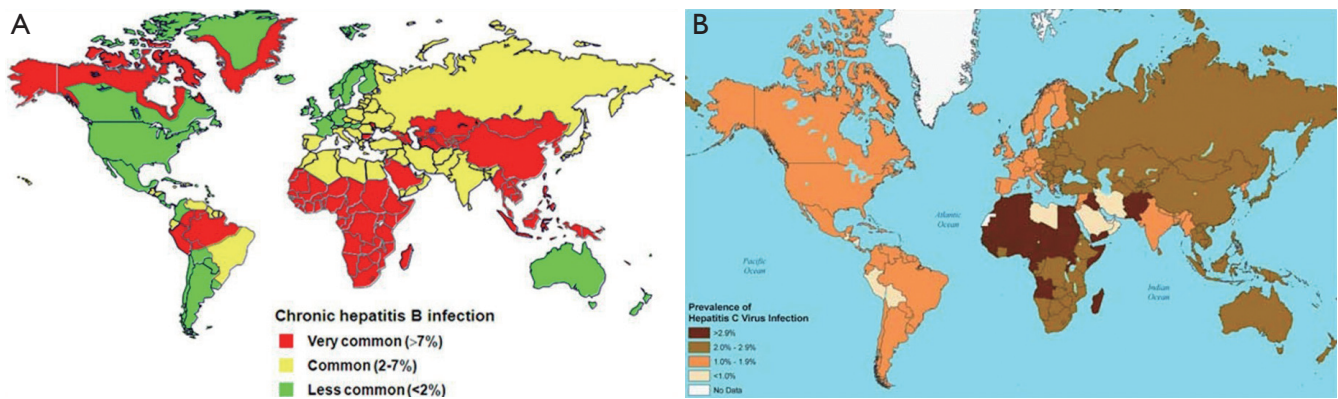 A
Chronic hepatitis B infection
Very common (>7%)
Common (2-7%)
Less common (<2%)
B
Atlantic
Ocean
Pacific
Ocean
Indian
Ocean
Prevalence of
Hepatitis C Virus Infection
>2.9%
2.0% - 2.9%
1.0% - 1.9%
<1.0%
No Data